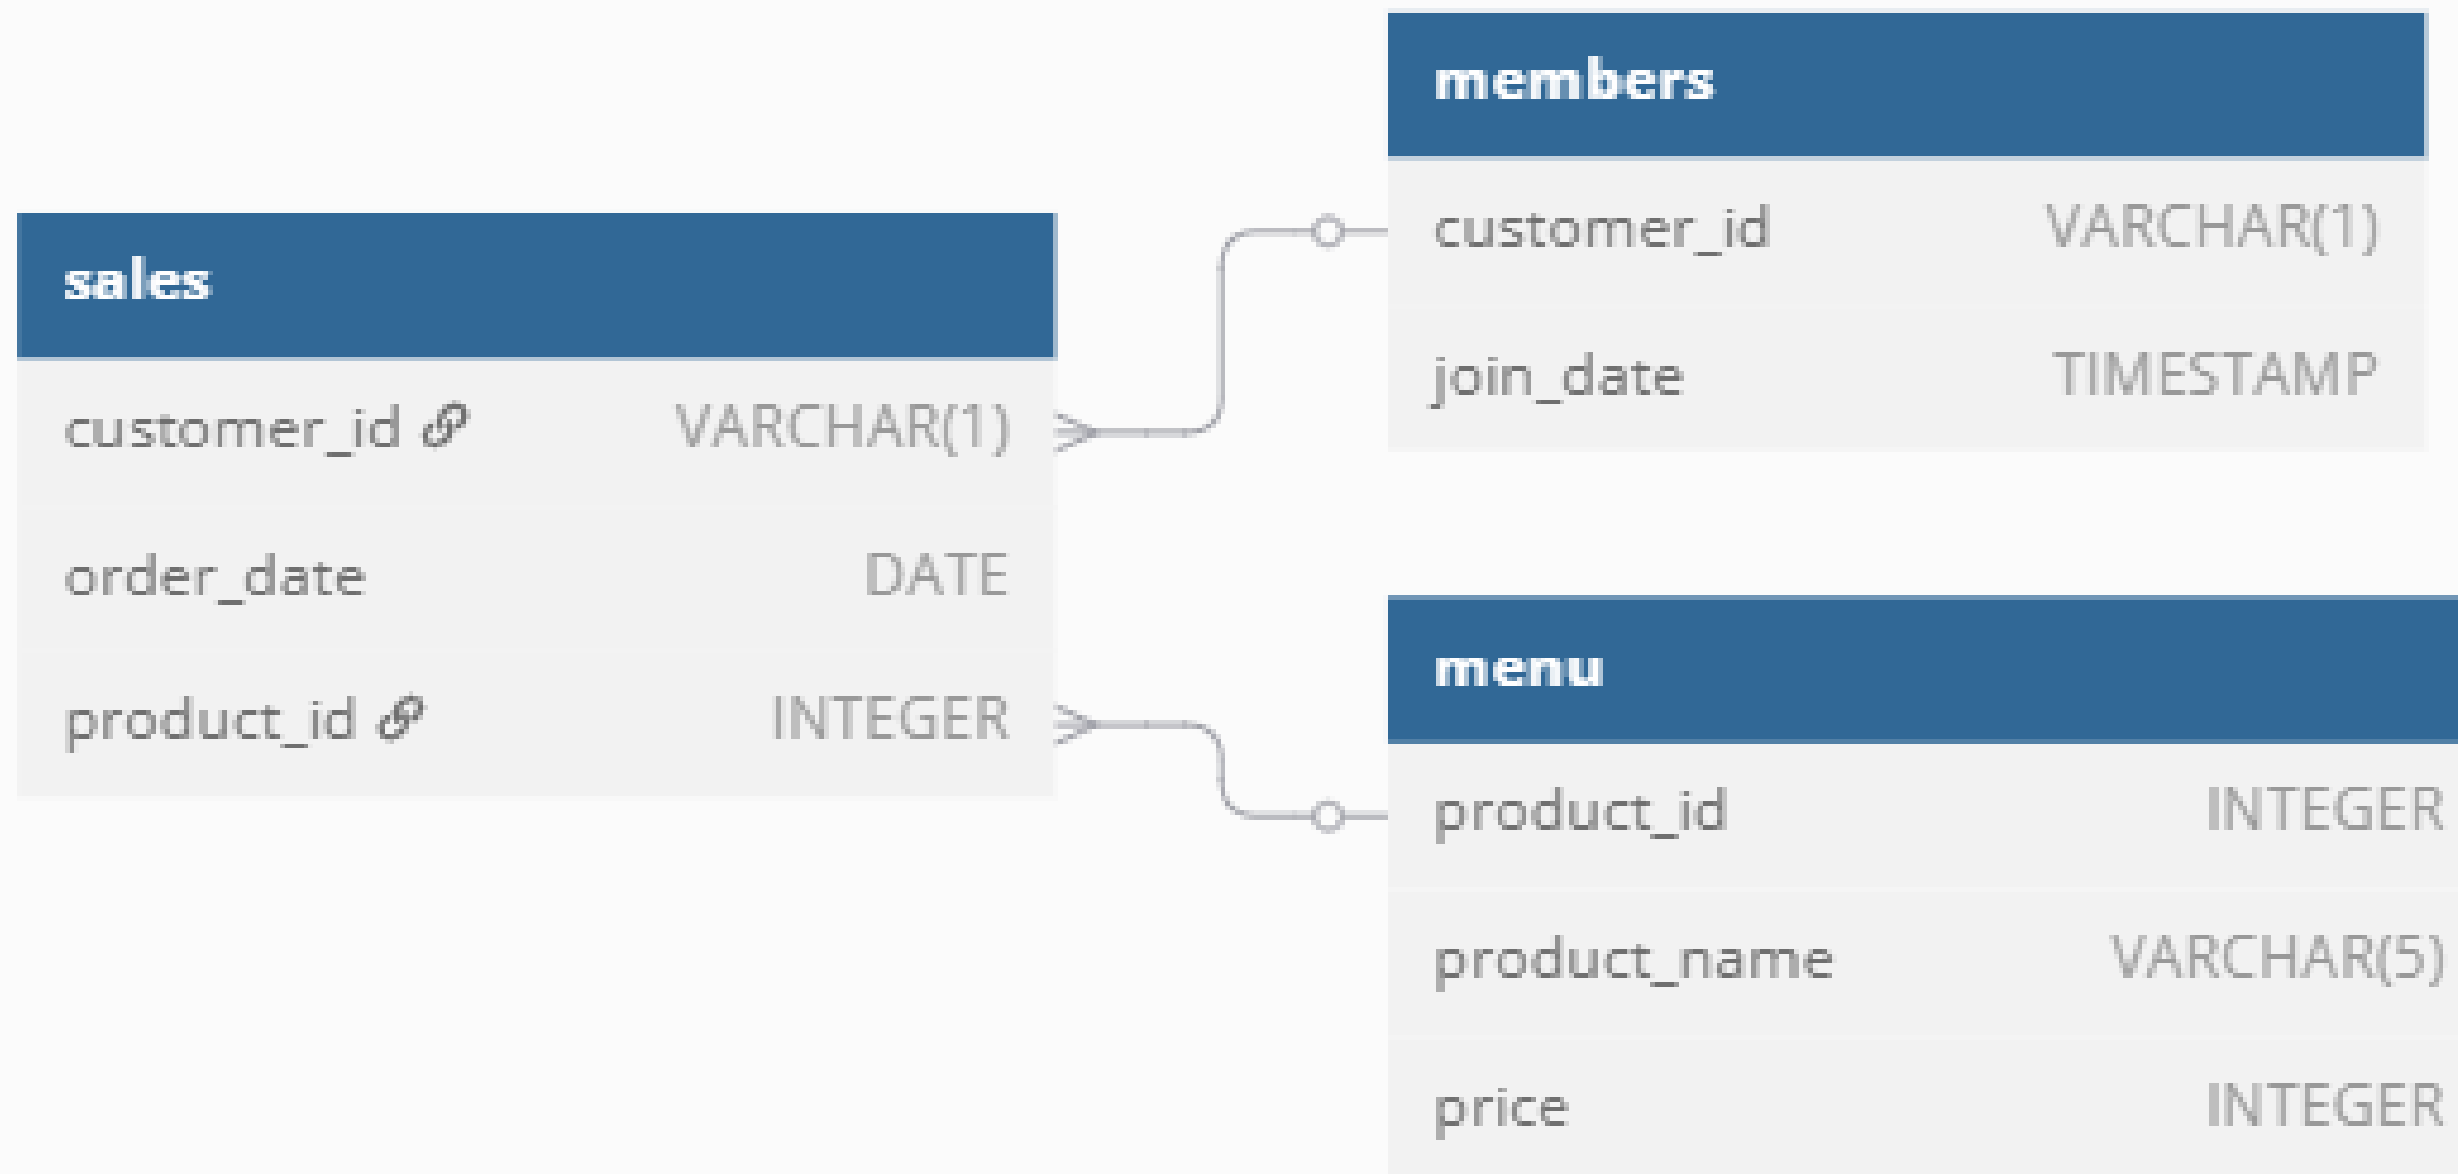 members
customer_id VARCHAR(1)
join_date TIMESTAMP
sales
customer_id VARCHAR(1)
order_date DATE
product_id INTEGER
menu
product_id INTEGER
product_name VARCHAR(5)
price INTEGER